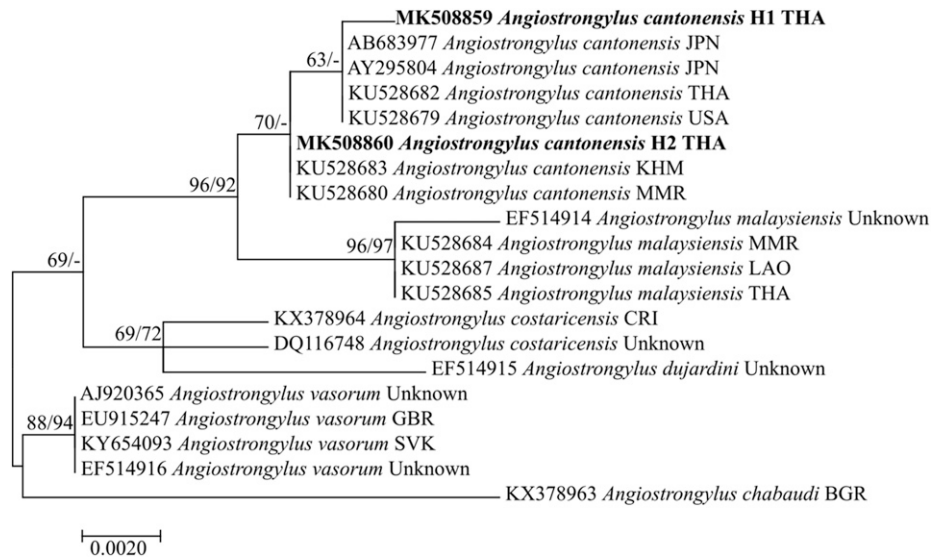 MK508859 Angiostrongylus cantonensis H1 THA
AB683977 Angiostrongylus cantonensis JPN
63/-
AY295804 Angiostrongylus cantonensis JPN
KU528682 Angiostrongylus cantonensis THA
KU528679 Angiostrongylus cantonensis USA
70/-
MK508860 Angiostrongylus cantonensis H2 THA
KU528683 Angiostrongylus cantonensis KHM
96/92
KU528680 Angiostrongylus cantonensis MMR
EF514914 Angiostrongylus malaysiensis Unknown
96/97
KU528684 Angiostrongylus malaysiensis MMR
69/-
KU528687 Angiostrongylus malaysiensis LAO
KU528685 Angiostrongylus malaysiensis THA
KX378964 Angiostrongylus costaricensis CRI
69/72
DQ116748 Angiostrongylus costaricensis Unknown
EF514915 Angiostrongylus dujardini Unknown
AJ920365 Angiostrongylus vasorum Unknown
88/94
EU915247 Angiostrongylus vasorum GBR
KY654093 Angiostrongylus vasorum SVK
EF514916 Angiostrongylus vasorum Unknown
KX378963 Angiostrongylus chabaudi BGR
0.0020